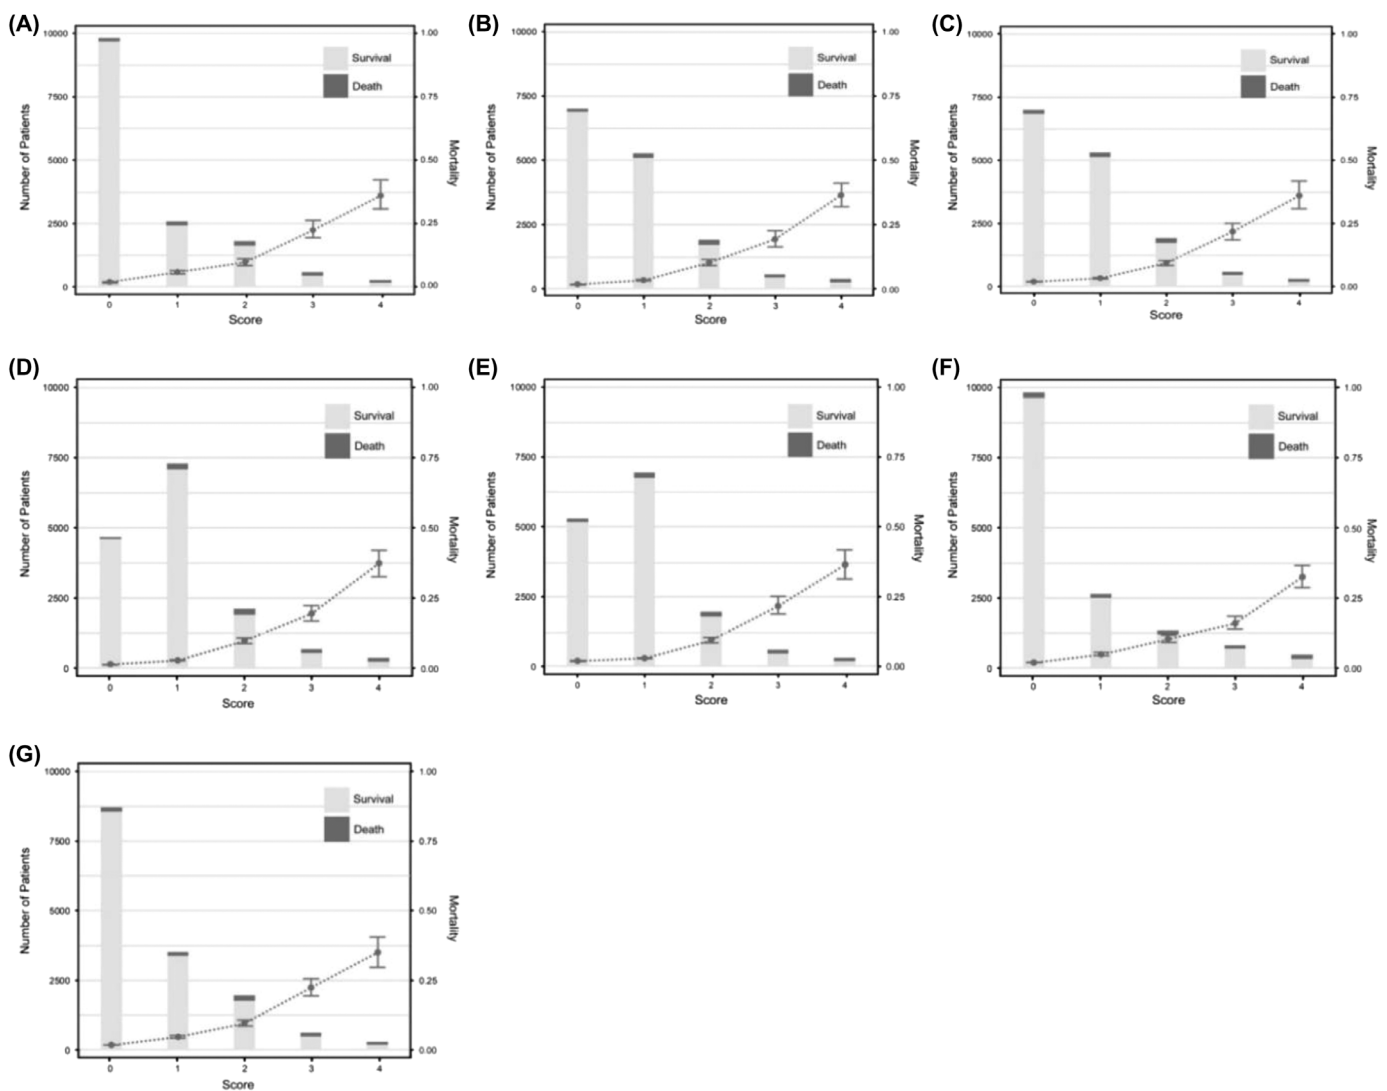 (A)
10000
7500
5000
2500
0
Number of Patients
Survival
Death
1.00
0.75
0.50
0.25
0.00
Mortality
0 1 2 3 4
Score
(B)
10000
7500
5000
2500
0
Number of Patients
Survival
Death
1.00
0.75
0.50
0.25
0.00
Mortality
0 1 2 3 4
Score
(C)
10000
7500
5000
2500
0
Number of Patients
Survival
Death
1.00
0.75
0.50
0.25
0.00
Mortality
0 1 2 3 4
Score
(D)
10000
7500
5000
2500
0
Number of Patients
Survival
Death
1.00
0.75
0.50
0.25
0.00
Mortality
0 1 2 3 4
Score
(E)
10000
7500
5000
2500
0
Number of Patients
Survival
Death
1.00
0.75
0.50
0.25
0.00
Mortality
0 1 2 3 4
Score
(F)
10000
7500
5000
2500
0
Number of Patients
Survival
Death
1.00
0.75
0.50
0.25
0.00
Mortality
0 1 2 3 4
Score
(G)
10000
7500
5000
2500
0
Number of Patients
Survival
Death
1.00
0.75
0.50
0.25
0.00
Mortality
0 1 2 3 4
Score